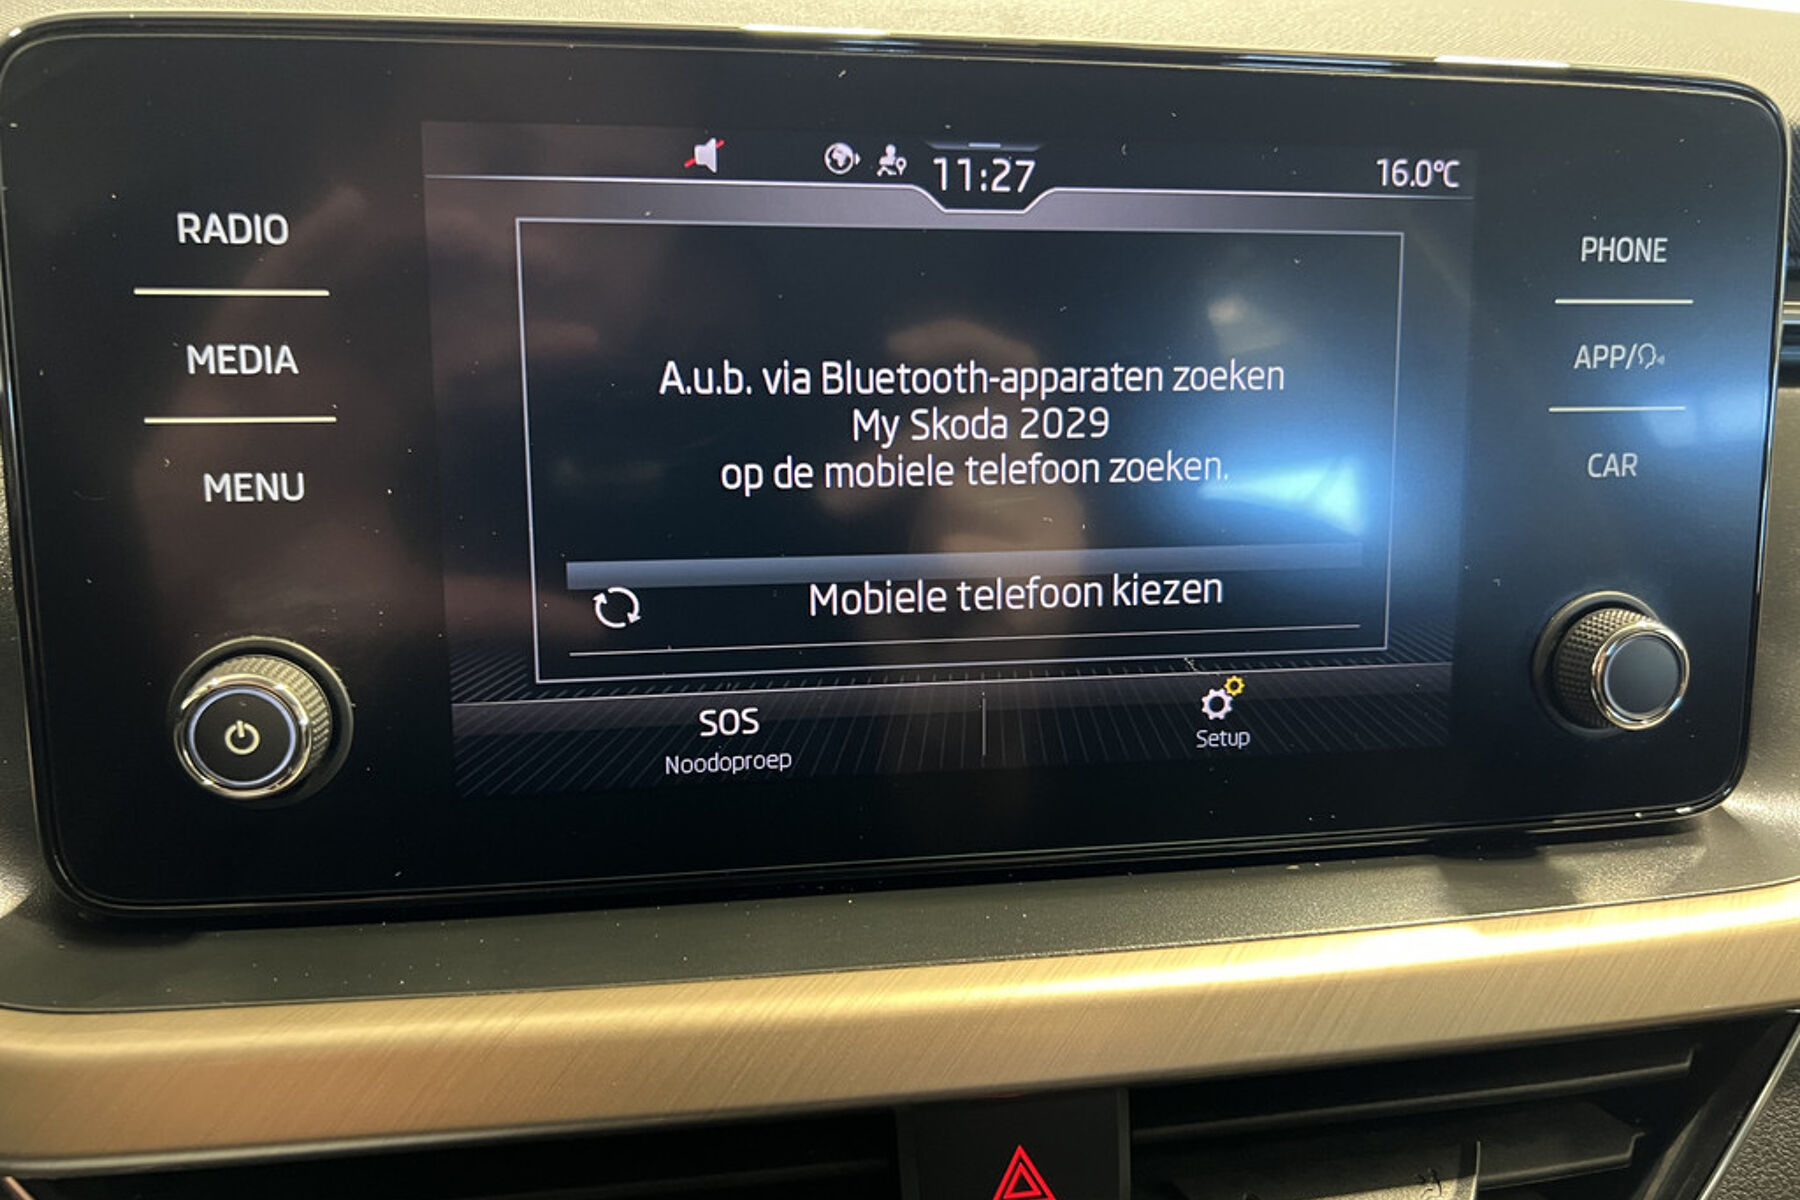 11:27
16.0°C
RADIO
MEDIA
MENU
A.u.b. via Bluetooth-apparaten zoeken
My Skoda 2029
op de mobiele telefoon zoeken.
Mobiele telefoon kiezen
SOS
Noodoproep
Setup
PHONE
APP/
CAR